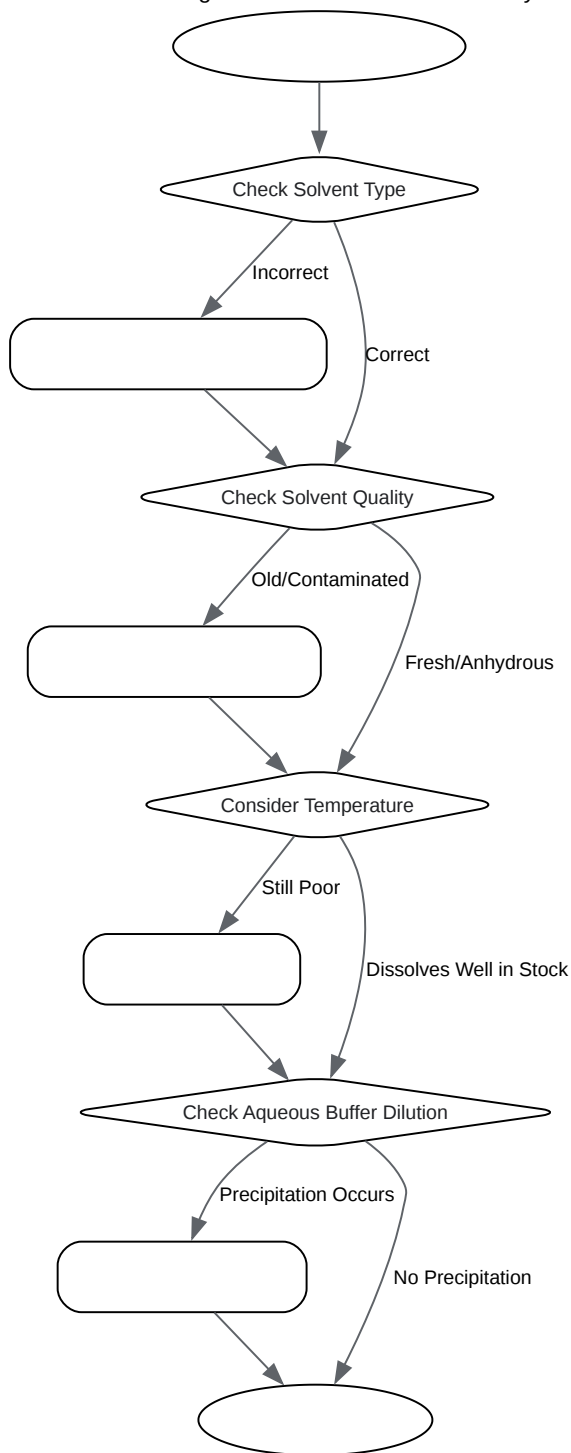 Check Solvent Type
Incorrect
Correct
Check Solvent Quality
Old/Contaminated
Fresh/Anhydrous
Consider Temperature
Still Poor
Dissolves Well in Stock
Check Aqueous Buffer Dilution
Precipitation Occurs
No Precipitation